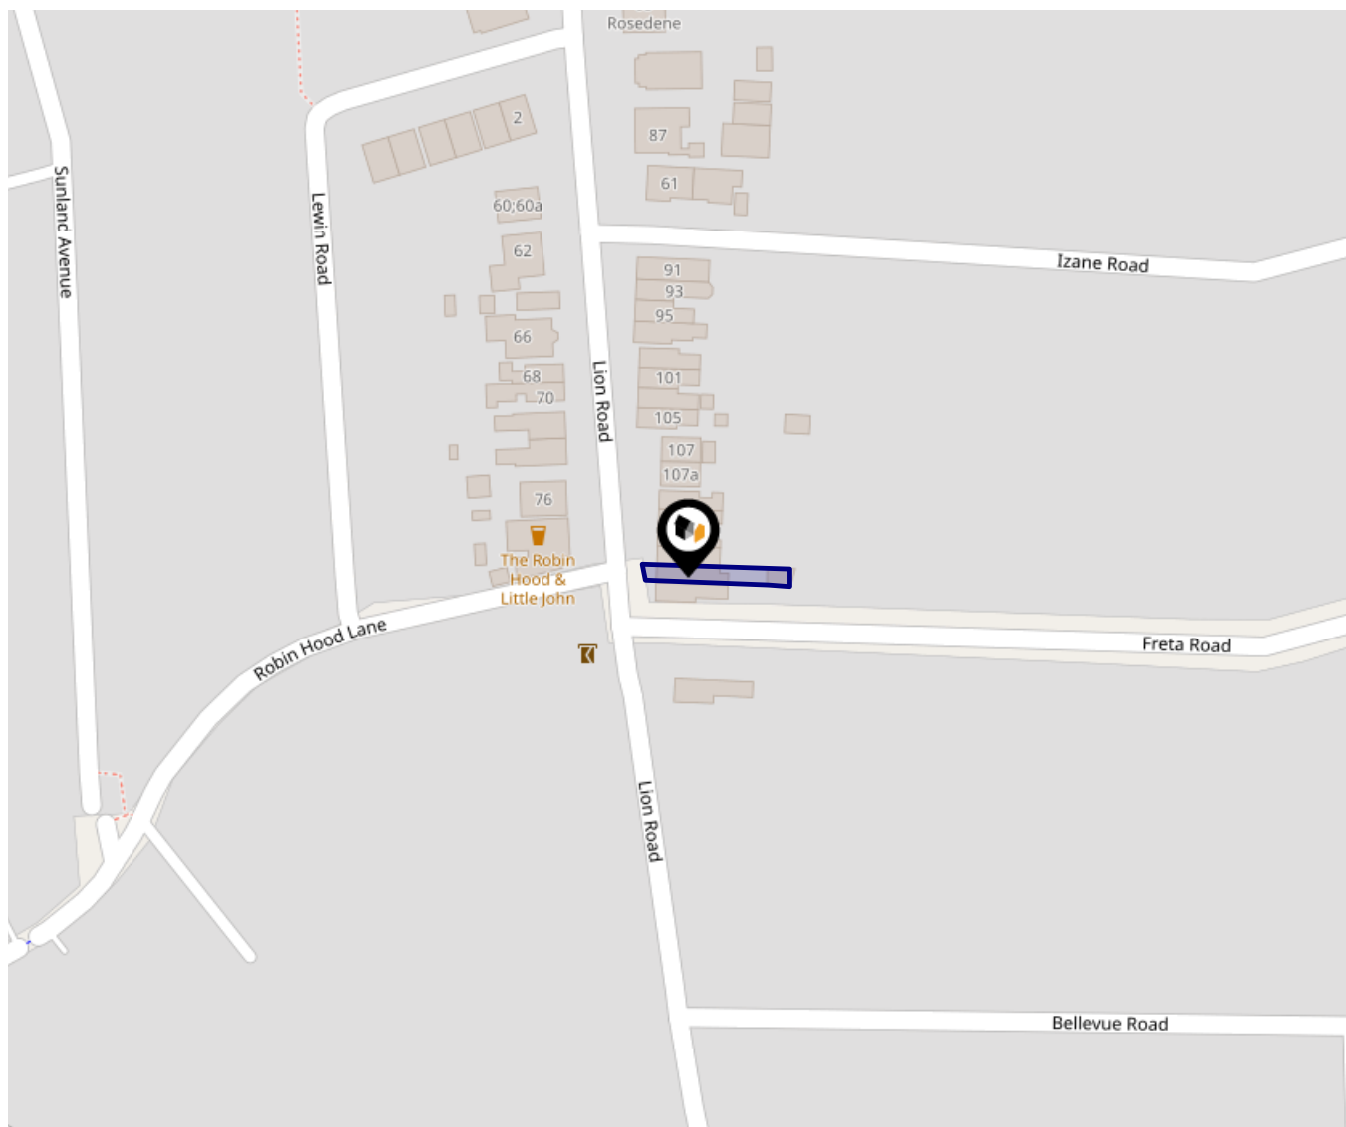 Rosedene
2
87
61
Sunland Avenue
Lewin Road
60;60a
62
Izane Road
91
93
95
66
Lion Road
68
101
70
105
107
107a
76
The Robin
Hood &
Little John
Robin Hood Lane
Freta Road
Lion Road
Bellevue Road